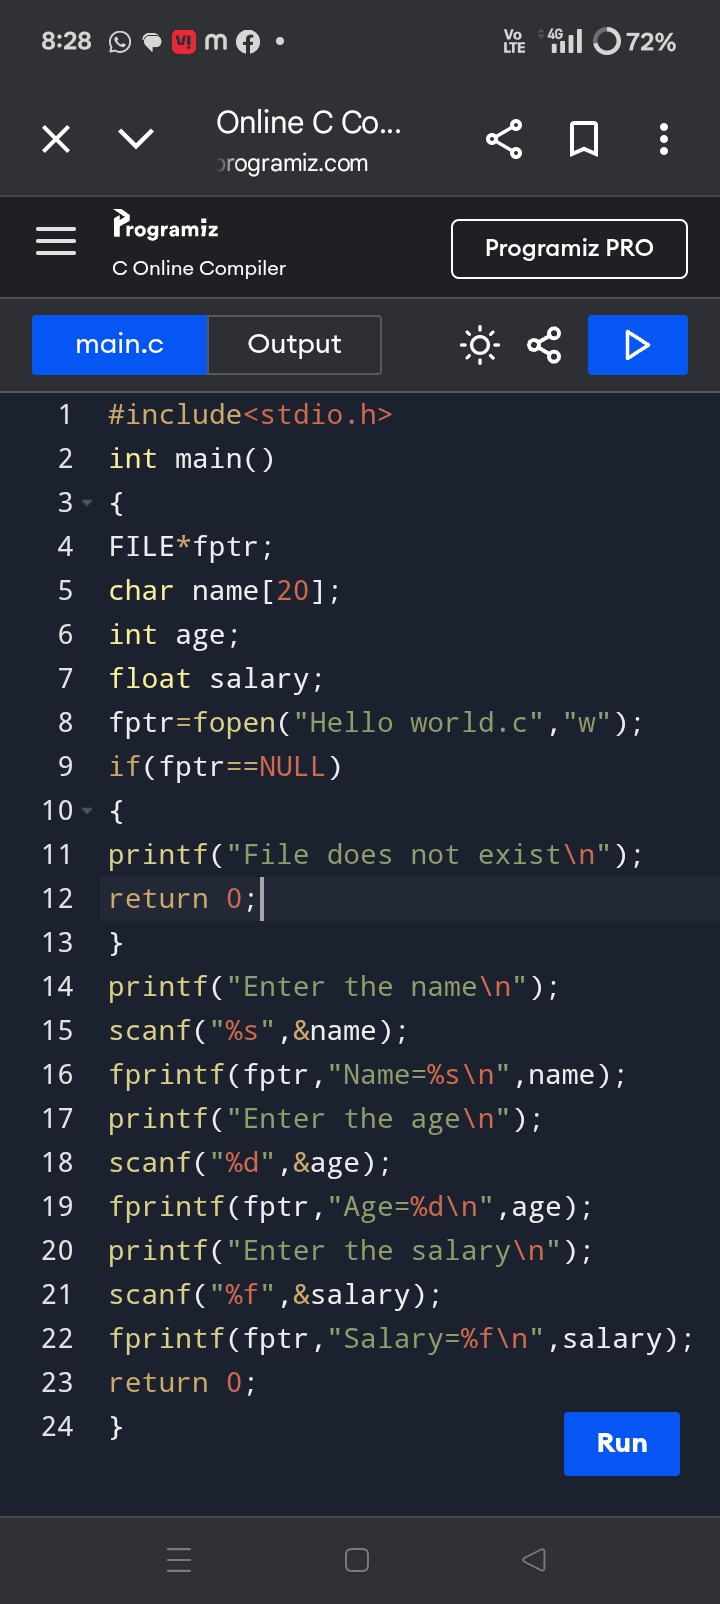 8:28
Vo LTE 4G 72%
Online C Co...
programiz.com
Programiz
C Online Compiler
Programiz PRO
main.c
Output
1 #include<stdio.h>
2 int main()
3 {
4 FILE*fptr;
5 char name[20];
6 int age;
7 float salary;
8 fptr=fopen("Hello world.c","w");
9 if(fptr==NULL)
10 {
11 printf("File does not exist\n");
12 return 0;
13 }
14 printf("Enter the name\n");
15 scanf("%s",&name);
16 fprintf(fptr,"Name=%s\n",name);
17 printf("Enter the age\n");
18 scanf("%d",&age);
19 fprintf(fptr,"Age=%d\n",age);
20 printf("Enter the salary\n");
21 scanf("%f",&salary);
22 fprintf(fptr,"Salary=%f\n",salary);
23 return 0;
24 }
Run